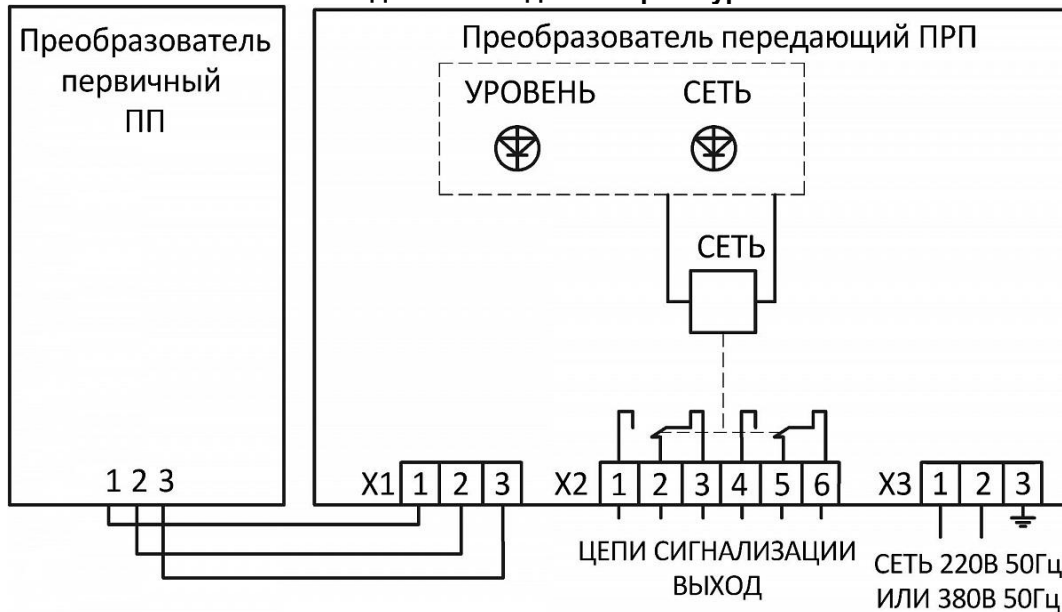 Преобразователь
первичный
ПП
1 2 3
Преобразователь передающий ПРП
УРОВЕНЬ СЕТЬ
СЕТЬ
X1 1 2 3
X2 1 2 3 4 5 6
X3 1 2 3
ЦЕПИ СИГНАЛИЗАЦИИ
ВЫХОД
СЕТЬ 220В 50Гц
ИЛИ 380В 50Гц